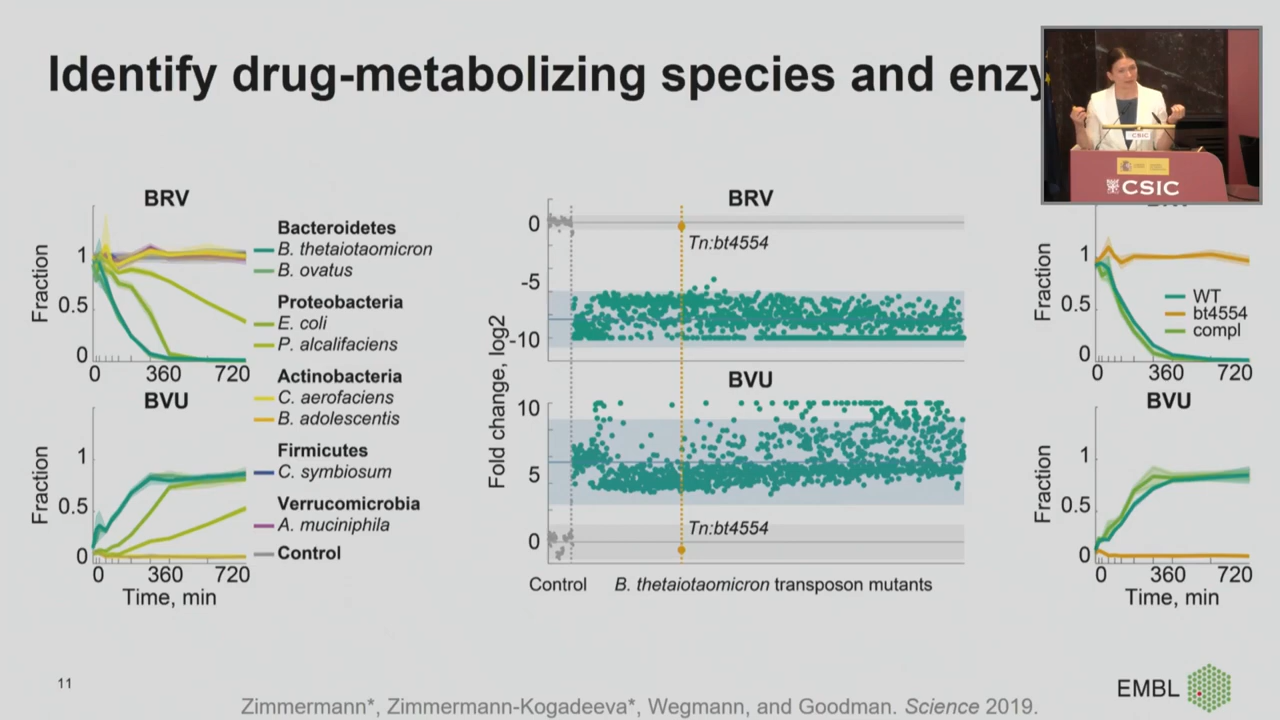 Identify drug-metabolizing species and enzy
CSIC
CSIC
BRV
Fraction
1
0.5
0
0 360 720
BVU
Fraction
1
0.5
0
0 360 720
Time, min
Bacteroidetes
B. thetaiotaomicron
B. ovatus
Proteobacteria
E. coli
P. alcalifaciens
Actinobacteria
C. aerofaciens
B. adolescentis
Firmicutes
C. symbiosum
Verrucomicrobia
A. muciniphila
Control
Fold change, log2
BRV
0
Tn:bt4554
-5
-10
BVU
10
5
Tn:bt4554
0
Control B. thetaiotaomicron transposon mutants
Fraction
1
0.5
0
WT
bt4554
compl
0 360 720
BVU
Fraction
1
0.5
0
0 360 720
Time, min
11
EMBL
Zimmermann*, Zimmermann-Kogadeeva*, Wegmann, and Goodman. Science 2019.